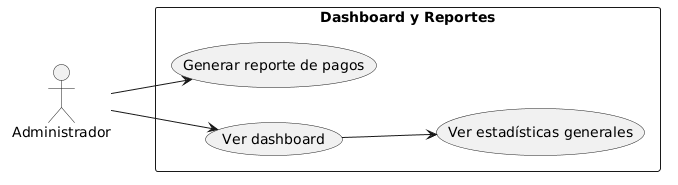 Dashboard y Reportes
Generar reporte de pagos
Administrador
Ver dashboard
Ver estadísticas generales